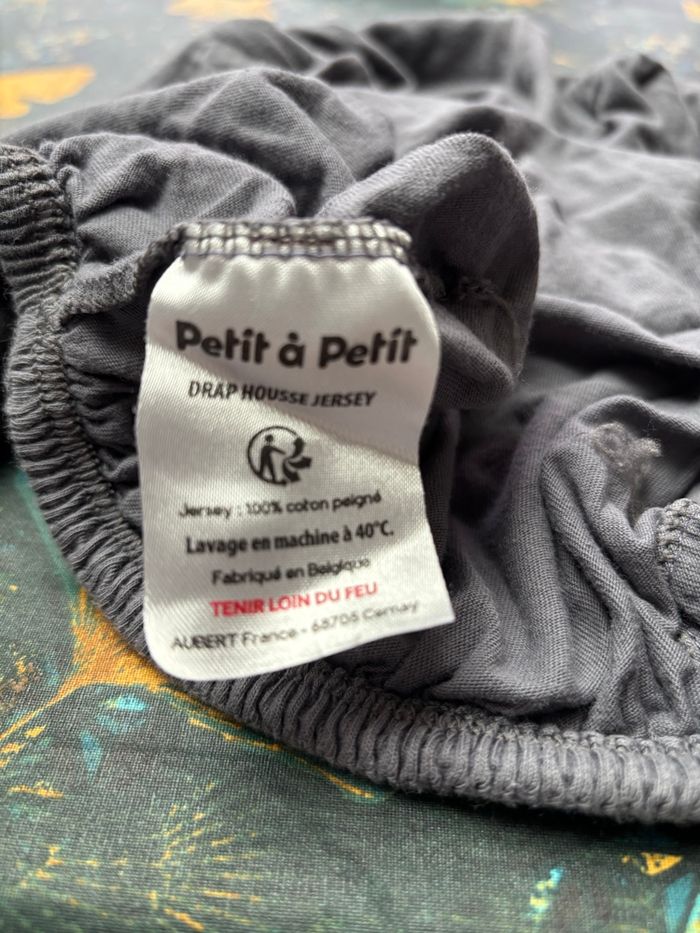 Petit à Petit
DRAP HOUSSE JERSEY
Jersey : 100% coton peigné
Lavage en machine à 40°C.
Fabriqué en Belgique
TENIR LOIN DU FEU
AUBERT France - 68705 Cernay